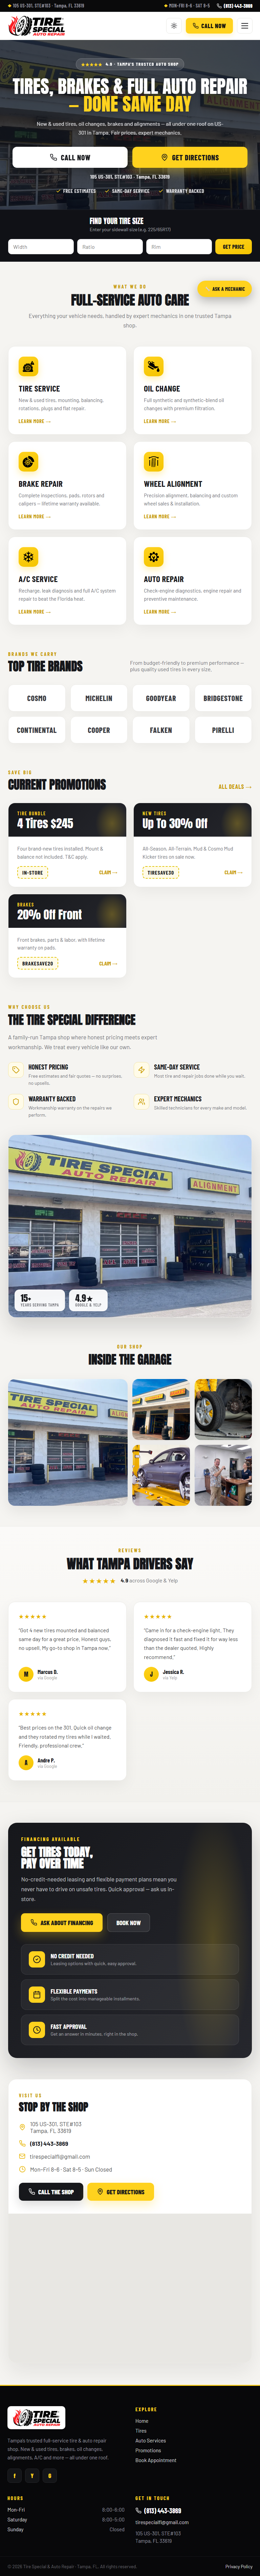 105 US-301, STE#103 · Tampa, FL 33619
MON–FRI 8–6 · SAT 8–5
(813) 443-3869
TIRE SPECIAL
AUTO REPAIR
CALL NOW
★★★★★ 4.9 · TAMPA'S TRUSTED AUTO SHOP
TIRES, BRAKES & FULL AUTO REPAIR
— DONE SAME DAY
New & used tires, oil changes, brakes and alignments — all under one roof on US-
301 in Tampa. Fair prices, expert mechanics.
CALL NOW
GET DIRECTIONS
105 US-301, STE#103 · Tampa, FL 33619
FREE ESTIMATES
SAME-DAY SERVICE
WARRANTY BACKED
FIND YOUR TIRE SIZE
Enter your sidewall size (e.g. 225/65R17)
Width
Ratio
Rim
GET PRICE
ASK A MECHANIC
WHAT WE DO
FULL-SERVICE AUTO CARE
Everything your vehicle needs, handled by expert mechanics in one trusted Tampa
shop.
TIRE SERVICE
New & used tires, mounting, balancing,
rotations, plugs and flat repair.
LEARN MORE →
OIL CHANGE
Full synthetic and synthetic-blend oil
changes with premium filtration.
LEARN MORE →
BRAKE REPAIR
Complete inspections, pads, rotors and
calipers — lifetime warranty available.
LEARN MORE →
WHEEL ALIGNMENT
Precision alignment, balancing and custom
wheel sales & installation.
LEARN MORE →
A/C SERVICE
Recharge, leak diagnosis and full A/C system
repair to beat the Florida heat.
LEARN MORE →
AUTO REPAIR
Check-engine diagnostics, engine repair and
preventive maintenance.
LEARN MORE →
BRANDS WE CARRY
TOP TIRE BRANDS
From budget-friendly to premium performance —
plus quality used tires in every size.
COSMO
MICHELIN
GOODYEAR
BRIDGESTONE
CONTINENTAL
COOPER
FALKEN
PIRELLI
SAVE BIG
CURRENT PROMOTIONS
ALL DEALS →
TIRE BUNDLE
4 Tires $245
Four brand-new tires installed. Mount &
balance not included. T&C apply.
IN-STORE
CLAIM →
NEW TIRES
Up To 30% Off
All-Season, All-Terrain, Mud & Cosmo Mud
Kicker tires on sale now.
TIRESAVE30
CLAIM →
BRAKES
20% Off Front
Front brakes, parts & labor, with lifetime
warranty on pads.
BRAKESAVE20
CLAIM →
WHY CHOOSE US
THE TIRE SPECIAL DIFFERENCE
A family-run Tampa shop where honest pricing meets expert
workmanship. We treat every vehicle like our own.
HONEST PRICING
Free estimates and fair quotes — no surprises,
no upsells.
SAME-DAY SERVICE
Most tire and repair jobs done while you wait.
WARRANTY BACKED
Workmanship warranty on the repairs we
perform.
EXPERT MECHANICS
Skilled technicians for every make and model.
TIRE SPECIAL
ALIGNMENT
15+
YEARS SERVING TAMPA
4.9★
GOOGLE & YELP
OUR SHOP
INSIDE THE GARAGE
TIRE SPECIAL
REVIEWS
WHAT TAMPA DRIVERS SAY
★★★★★ 4.9 across Google & Yelp
★★★★★
"Got 4 new tires mounted and balanced
same day for a great price. Honest guys,
no upsell. My go-to shop in Tampa now."
M
Marcus D.
via Google
★★★★★
"Came in for a check-engine light. They
diagnosed it fast and fixed it for way less
than the dealer quoted. Highly
recommend."
J
Jessica R.
via Yelp
★★★★★
"Best prices on the 301. Quick oil change
and they rotated my tires while I waited.
Friendly, professional crew."
A
Andre P.
via Google
FINANCING AVAILABLE
GET TIRES TODAY,
PAY OVER TIME
No-credit-needed leasing and flexible payment plans mean you
never have to drive on unsafe tires. Quick approval — ask us in-
store.
ASK ABOUT FINANCING
BOOK NOW
NO CREDIT NEEDED
Leasing options with quick, easy approval.
FLEXIBLE PAYMENTS
Split the cost into manageable installments.
FAST APPROVAL
Get an answer in minutes, right in the shop.
VISIT US
STOP BY THE SHOP
105 US-301, STE#103
Tampa, FL 33619
(813) 443-3869
tirespecialfl@gmail.com
Mon–Fri 8–6 · Sat 8–5 · Sun Closed
CALL THE SHOP
GET DIRECTIONS
TIRE SPECIAL
AUTO REPAIR
Tampa's trusted full-service tire & auto repair
shop. New & used tires, brakes, oil changes,
alignments, A/C and more — all under one roof.
F
Y
G
EXPLORE
Home
Tires
Auto Services
Promotions
Book Appointment
HOURS
Mon–Fri
8:00–6:00
Saturday
8:00–5:00
Sunday
Closed
GET IN TOUCH
(813) 443-3869
tirespecialfl@gmail.com
105 US-301, STE#103
Tampa, FL 33619
© 2026 Tire Special & Auto Repair · Tampa, FL. All rights reserved.
Privacy Policy